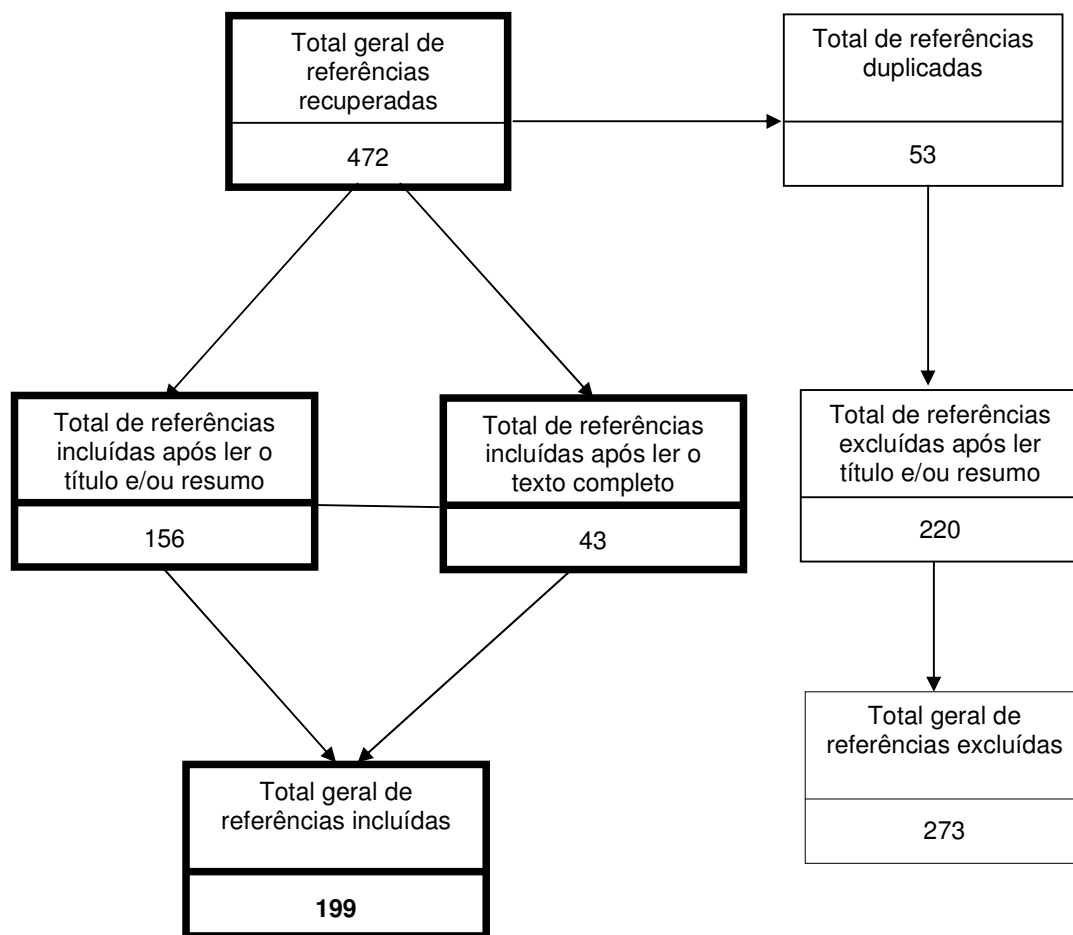 Total geral de
referências
recuperadas
472
Total de referências
duplicadas
53
Total de referências
incluídas após ler o
título e/ou resumo
156
Total de referências
incluídas após ler o
texto completo
43
Total de referências
excluídas após ler
título e/ou resumo
220
Total geral de
referências incluídas
199
Total geral de
referências excluídas
273